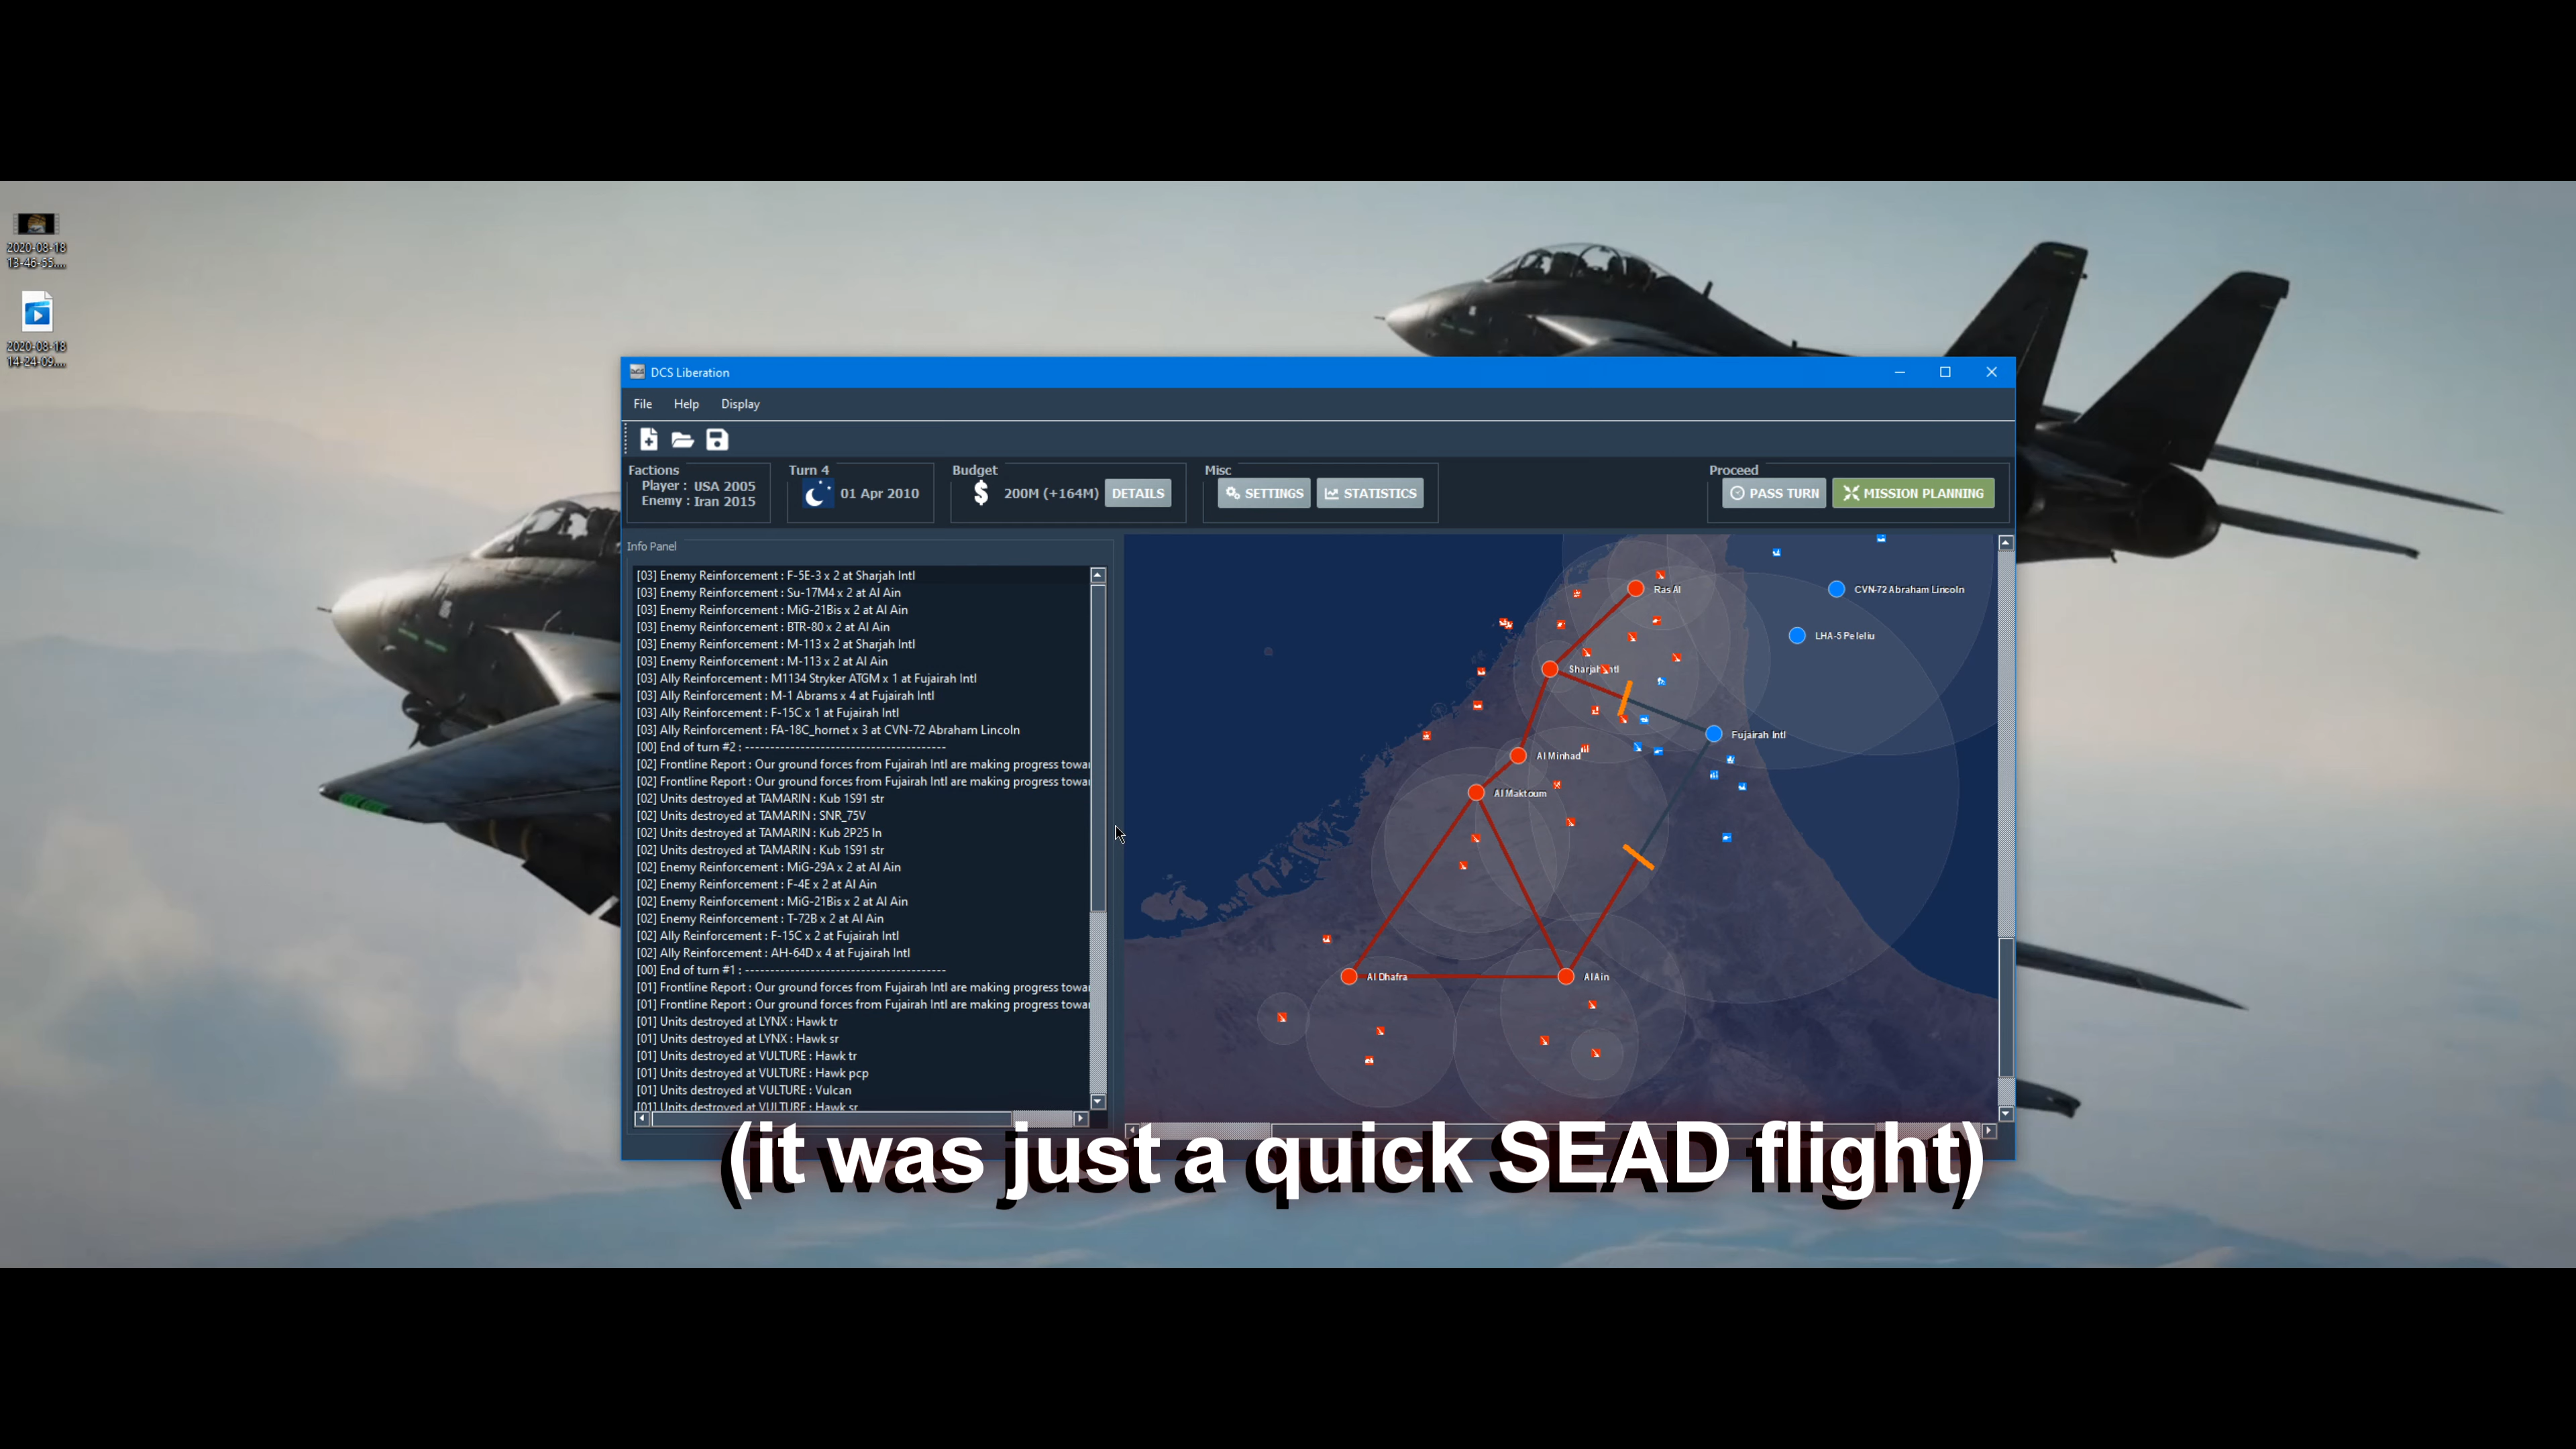 2020-08-18
13-46-55....
2020-08-18
14-24-09....
DCS Liberation
File Help Display
Factions
Player : USA 2005
Enemy : Iran 2015
Turn 4
01 Apr 2010
Budget
$ 200M (+164M) DETAILS
Misc
SETTINGS STATISTICS
Proceed
PASS TURN MISSION PLANNING
Info Panel
[03] Enemy Reinforcement : F-5E-3 x 2 at Sharjah Intl
[03] Enemy Reinforcement : Su-17M4 x 2 at Al Ain
[03] Enemy Reinforcement : MiG-21Bis x 2 at Al Ain
[03] Enemy Reinforcement : BTR-80 x 2 at Al Ain
[03] Enemy Reinforcement : M-113 x 2 at Sharjah Intl
[03] Enemy Reinforcement : M-113 x 2 at Al Ain
[03] Ally Reinforcement : M1134 Stryker ATGM x 1 at Fujairah Intl
[03] Ally Reinforcement : M-1 Abrams x 4 at Fujairah Intl
[03] Ally Reinforcement : F-15C x 1 at Fujairah Intl
[03] Ally Reinforcement : FA-18C_hornet x 3 at CVN-72 Abraham Lincoln
[00] End of turn #2 : ----------------------------------------
[02] Frontline Report : Our ground forces from Fujairah Intl are making progress towar
[02] Frontline Report : Our ground forces from Fujairah Intl are making progress towar
[02] Units destroyed at TAMARIN : Kub 1S91 str
[02] Units destroyed at TAMARIN : SNR_75V
[02] Units destroyed at TAMARIN : Kub 2P25 ln
[02] Units destroyed at TAMARIN : Kub 1S91 str
[02] Enemy Reinforcement : MiG-29A x 2 at Al Ain
[02] Enemy Reinforcement : F-4E x 2 at Al Ain
[02] Enemy Reinforcement : MiG-21Bis x 2 at Al Ain
[02] Enemy Reinforcement : T-72B x 2 at Al Ain
[02] Ally Reinforcement : F-15C x 2 at Fujairah Intl
[02] Ally Reinforcement : AH-64D x 4 at Fujairah Intl
[00] End of turn #1 : ----------------------------------------
[01] Frontline Report : Our ground forces from Fujairah Intl are making progress towar
[01] Frontline Report : Our ground forces from Fujairah Intl are making progress towar
[01] Units destroyed at LYNX : Hawk tr
[01] Units destroyed at LYNX : Hawk sr
[01] Units destroyed at VULTURE : Hawk tr
[01] Units destroyed at VULTURE : Hawk pcp
[01] Units destroyed at VULTURE : Vulcan
[01] Units destroyed at VULTURE : Hawk sr
Ras Al
CVN-72 Abraham Lincoln
LHA-5 Peleliu
Sharjah Intl
Fujairah Intl
Al Minhad
Al Maktoum
Al Dhafra
Al Ain
(it was just a quick SEAD flight)